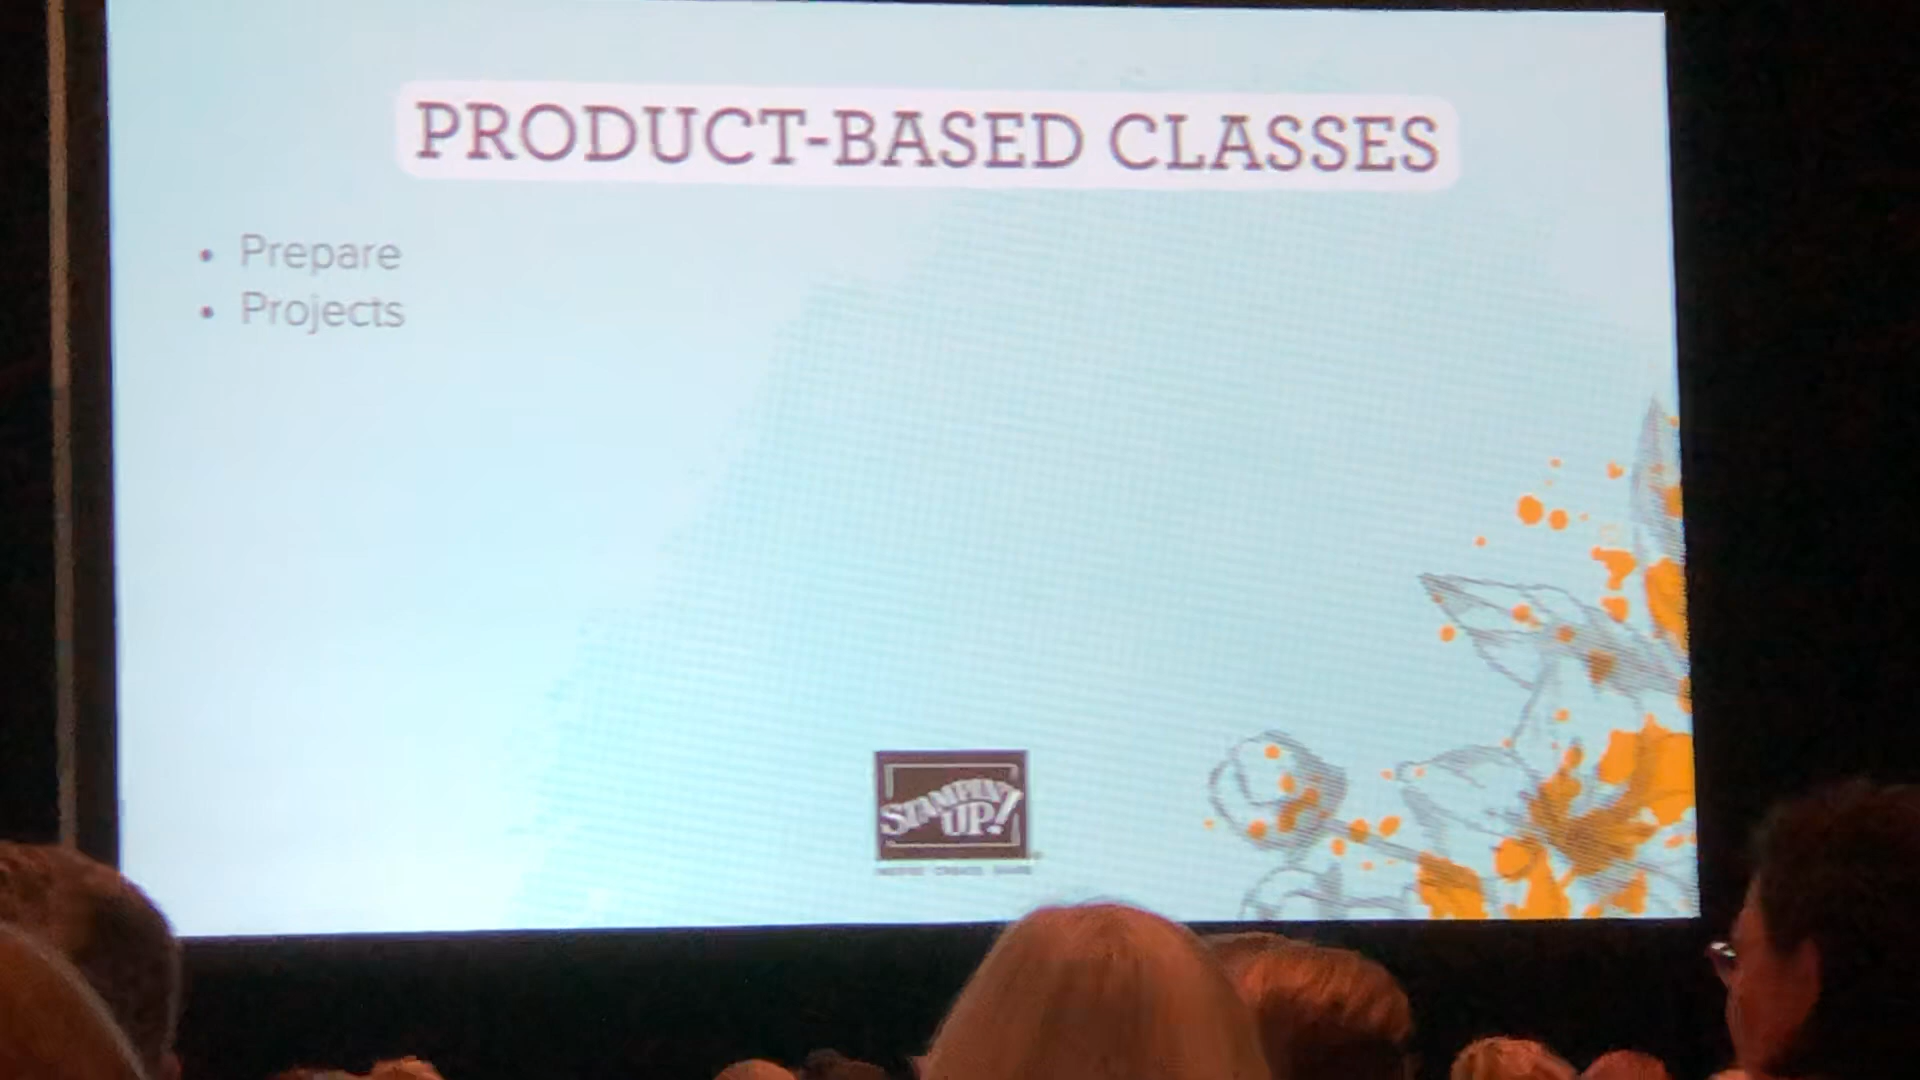 PRODUCT-BASED CLASSES
• Prepare
• Projects
STAMPIN'
UP!